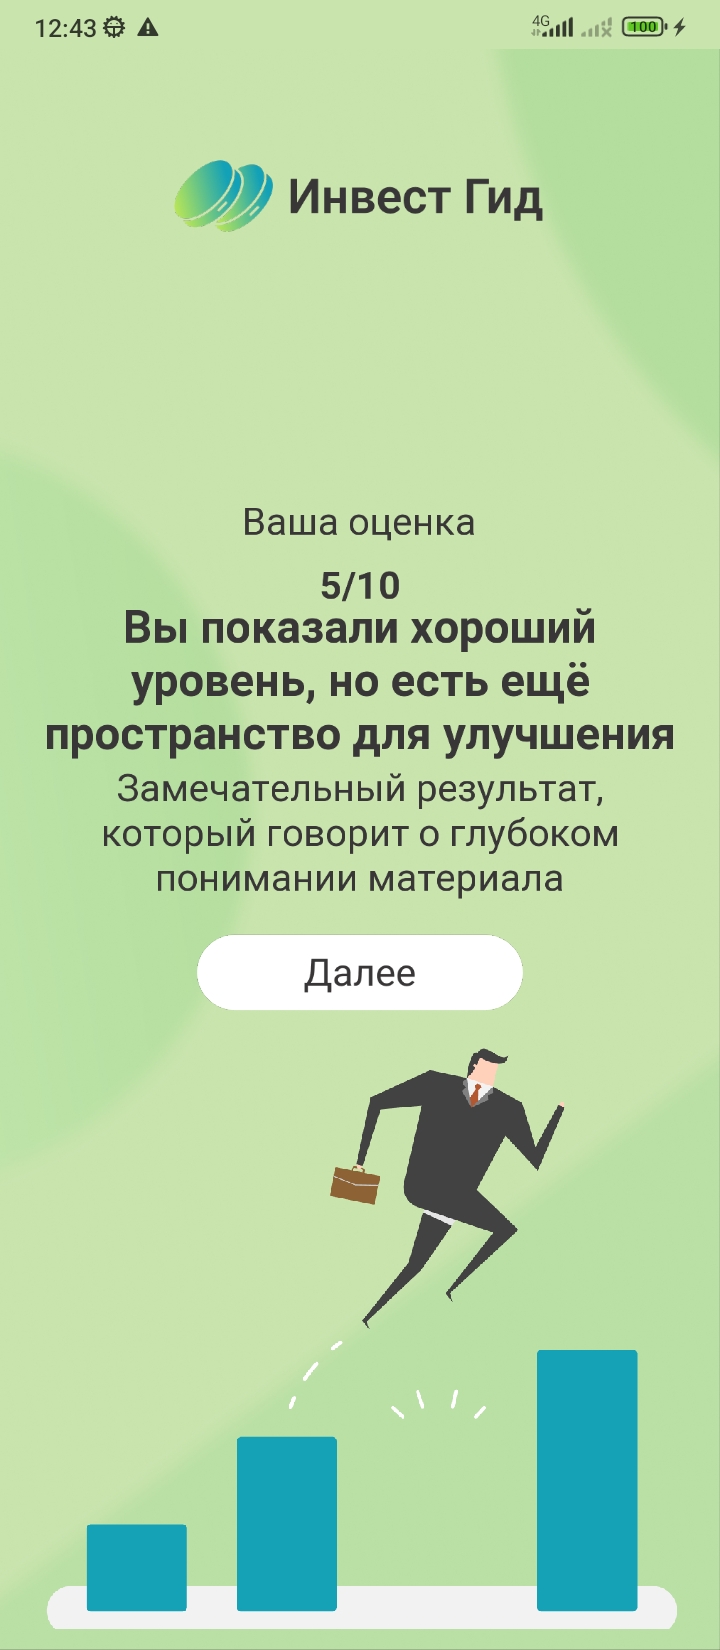 12:43
4G
100
Инвест Гид
Ваша оценка
5/10
Вы показали хороший
уровень, но есть ещё
пространство для улучшения
Замечательный результат,
который говорит о глубоком
понимании материала
Далее